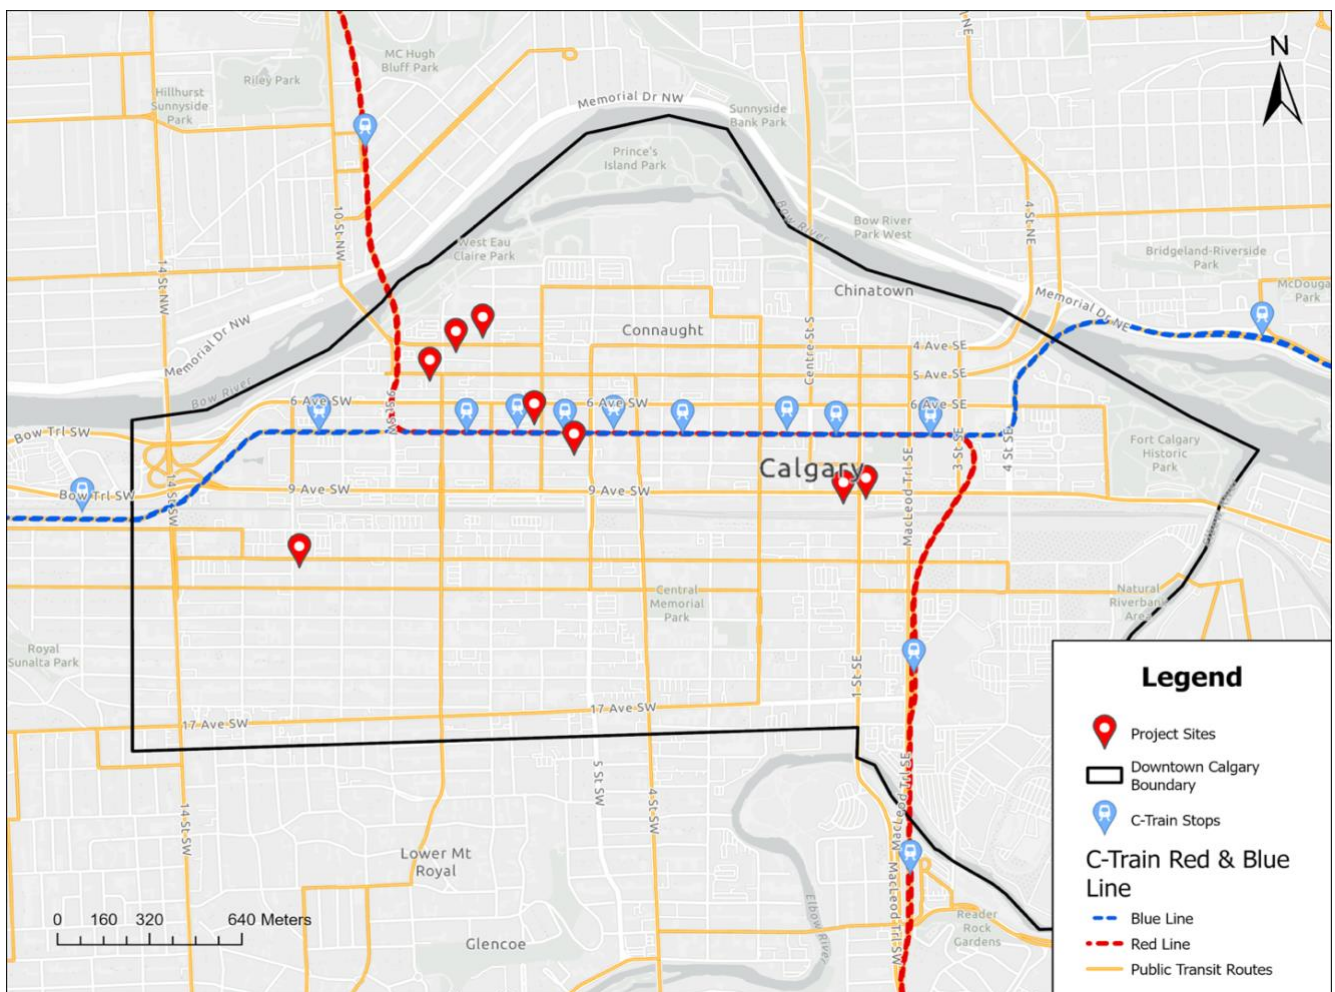 MC Hugh
Bluff Park
N
Riley Park
Hillhurst
Sunnyside
Park
Memorial Dr NW
Sunnyside
Bank Park
Prince's
Island Park
10 St NW
14 St NW
West Eau
Claire Park
Bow River
Bow River
Park West
4 St NE
Bridgeland-Riverside
Park
McDouga
Park
Chinatown
Memorial Dr NE
Memorial Dr NW
Connaught
Centre St S
4 Ave SE
5 Ave SE
Bow River
6 Ave SW
6 Ave SW
6 Ave SE
Bow Trl SW
Bow Trl SW
14 St SW
9 Ave SW
9 Ave SW
Calgary
MacLeod Trl SE
3 St SE
4 St SE
Fort Calgary
Historic
Park
Central
Memorial
Park
Natural
Riverbank
Area
Royal
Sunalta Park
1 St SE
17 Ave SW
17 Ave SW
14 St SW
5 St SW
4 St SW
MacLeod Trl SE
MacLeod Trl SW
Lower Mt
Royal
Glencoe
Elbow River
Reader
Rock
Gardens
0 160 320 640 Meters
Legend
Project Sites
Downtown Calgary
Boundary
C-Train Stops
C-Train Red & Blue
Line
Blue Line
Red Line
Public Transit Routes